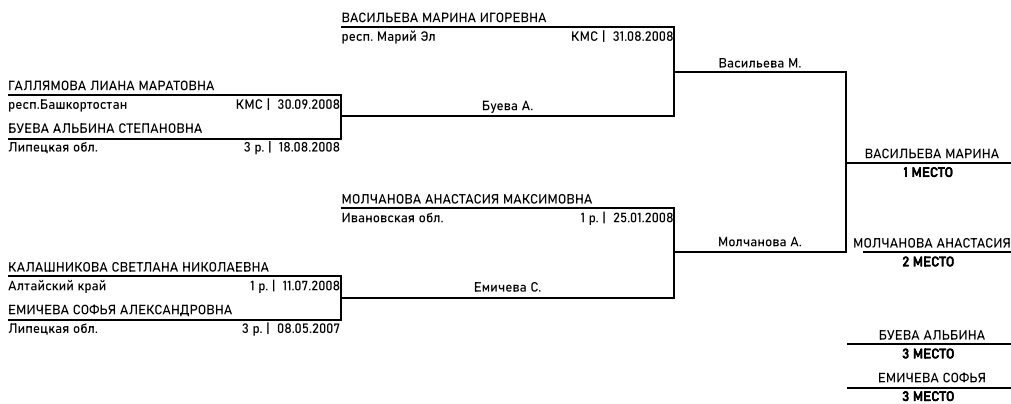 ВАСИЛЬЕВА МАРИНА ИГОРЕВНА
респ. Марий Эл КМС | 31.08.2008
Васильева М.
ГАЛЛЯМОВА ЛИАНА МАРАТОВНА
респ.Башкортостан КМС | 30.09.2008
Буева А.
БУЕВА АЛЬБИНА СТЕПАНОВНА
Липецкая обл. 3 р. | 18.08.2008
ВАСИЛЬЕВА МАРИНА
1 МЕСТО
МОЛЧАНОВА АНАСТАСИЯ МАКСИМОВНА
Ивановская обл. 1 р. | 25.01.2008
Молчанова А.
МОЛЧАНОВА АНАСТАСИЯ
2 МЕСТО
КАЛАШНИКОВА СВЕТЛАНА НИКОЛАЕВНА
Алтайский край 1 р. | 11.07.2008
Емичева С.
ЕМИЧЕВА СОФЬЯ АЛЕКСАНДРОВНА
Липецкая обл. 3 р. | 08.05.2007
БУЕВА АЛЬБИНА
3 МЕСТО
ЕМИЧЕВА СОФЬЯ
3 МЕСТО